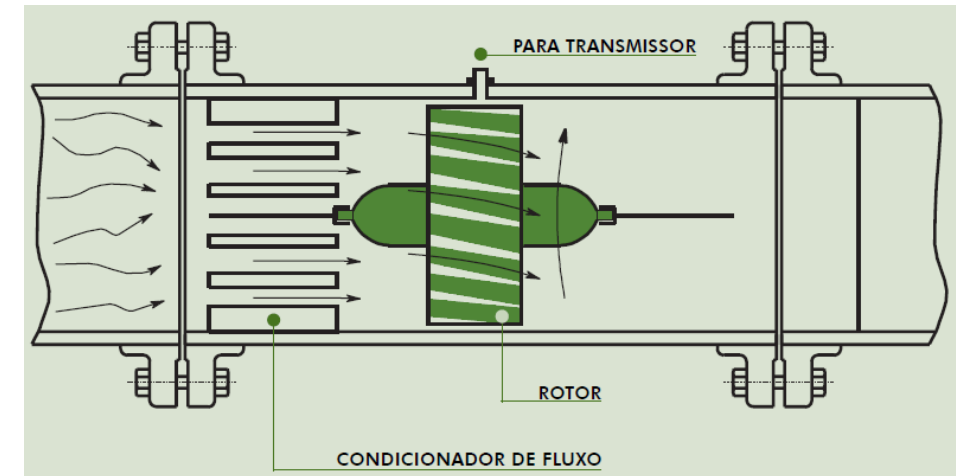 PARA TRANSMISSOR
ROTOR
CONDICIONADOR DE FLUXO